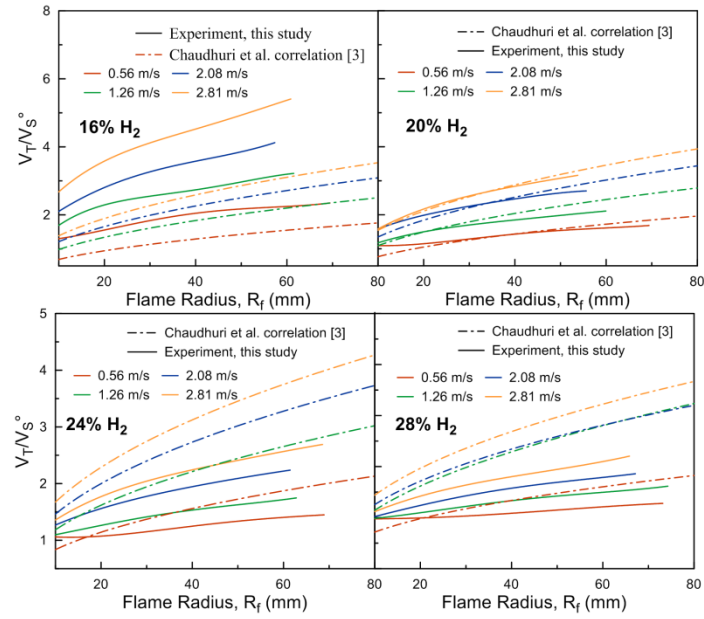 Experiment, this study
Chaudhuri et al. correlation [3]
0.56 m/s 2.08 m/s
1.26 m/s 2.81 m/s
16% H₂
V_T/V_S°
8
6
4
2
20 40 60 80
Flame Radius, R_f (mm)
Chaudhuri et al. correlation [3]
Experiment, this study
0.56 m/s 2.08 m/s
1.26 m/s 2.81 m/s
20% H₂
20 40 60 80
Flame Radius, R_f (mm)
Chaudhuri et al. correlation [3]
Experiment, this study
0.56 m/s 2.08 m/s
1.26 m/s 2.81 m/s
24% H₂
V_T/V_S°
5
4
3
2
1
20 40 60 80
Flame Radius, R_f (mm)
Chaudhuri et al. correlation [3]
Experiment, this study
0.56 m/s 2.08 m/s
1.26 m/s 2.81 m/s
28% H₂
20 40 60 80
Flame Radius, R_f (mm)